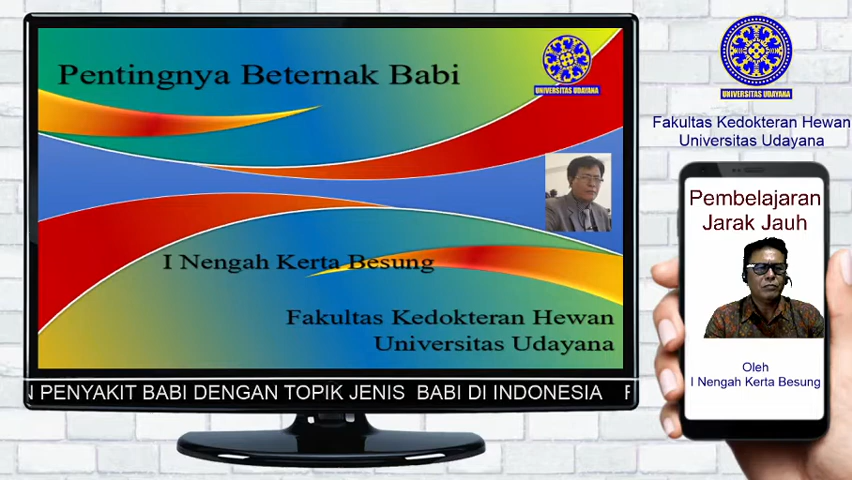 Pentingnya Beternak Babi
UNIVERSITAS UDAYANA
I Nengah Kerta Besung
Fakultas Kedokteran Hewan
Universitas Udayana
PENYAKIT BABI DENGAN TOPIK JENIS BABI DI INDONESIA
UNIVERSITAS UDAYANA
Fakultas Kedokteran Hewan
Universitas Udayana
Pembelajaran
Jarak Jauh
Oleh
I Nengah Kerta Besung